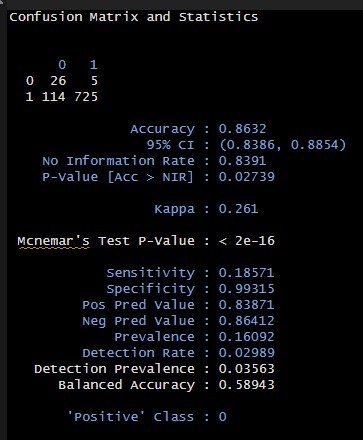 Confusion Matrix and Statistics
0 1
0 26 5
1 114 725
Accuracy : 0.8632
95% CI : (0.8386, 0.8854)
No Information Rate : 0.8391
P-Value [Acc > NIR] : 0.02739
Kappa : 0.261
Mcnemar's Test P-Value : < 2e-16
Sensitivity : 0.18571
Specificity : 0.99315
Pos Pred Value : 0.83871
Neg Pred Value : 0.86412
Prevalence : 0.16092
Detection Rate : 0.02989
Detection Prevalence : 0.03563
Balanced Accuracy : 0.58943
'Positive' Class : 0